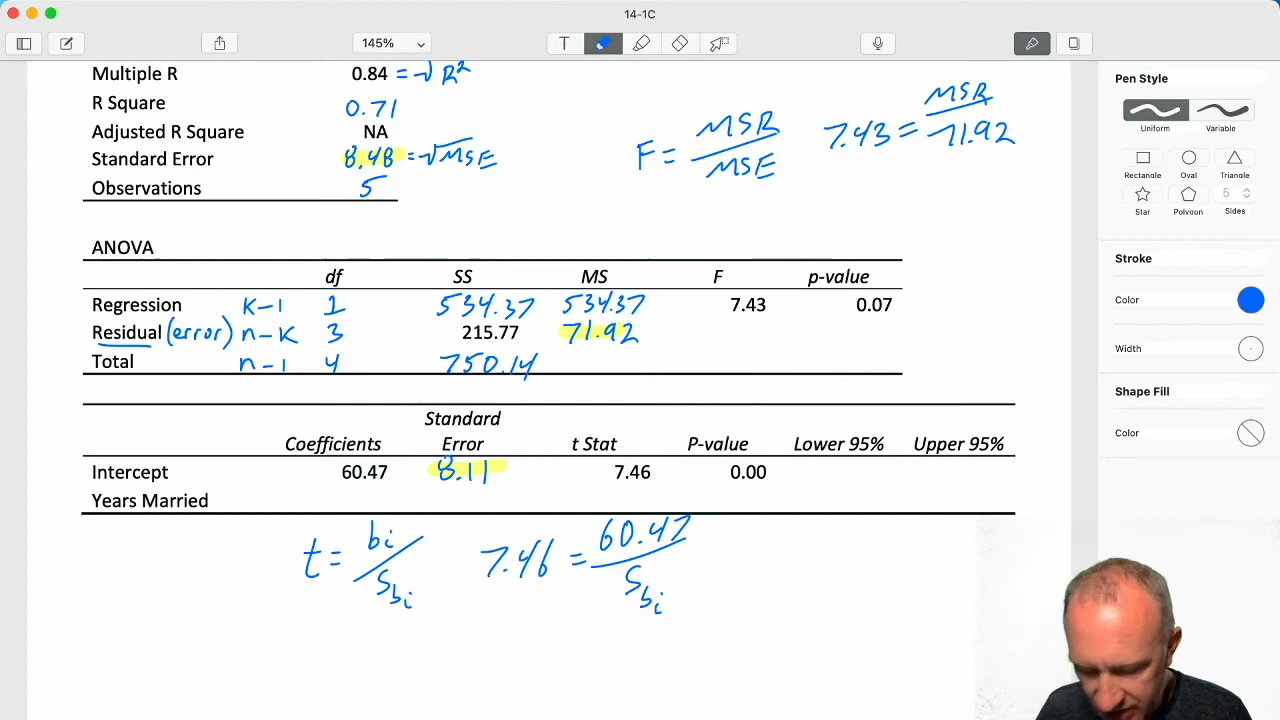 14-1C
145%
T
Multiple R 0.84 = √R²
R Square 0.71
Adjusted R Square NA
Standard Error 8.48 = √MSE
Observations 5
F = MSR / MSE 7.43 = MSR / 71.92
ANOVA
df SS MS F p-value
Regression K-1 1 534.37 534.37 7.43 0.07
Residual (error) n-K 3 215.77 71.92
Total n-1 4 750.14
Standard
Coefficients Error t Stat P-value Lower 95% Upper 95%
Intercept 60.47 8.11 7.46 0.00
Years Married
t = bi / Sbi 7.46 = 60.47 / Sbi
Pen Style
Uniform Variable
Rectangle Oval Triangle
5
Star Polygon Sides
Stroke
Color
Width
Shape Fill
Color